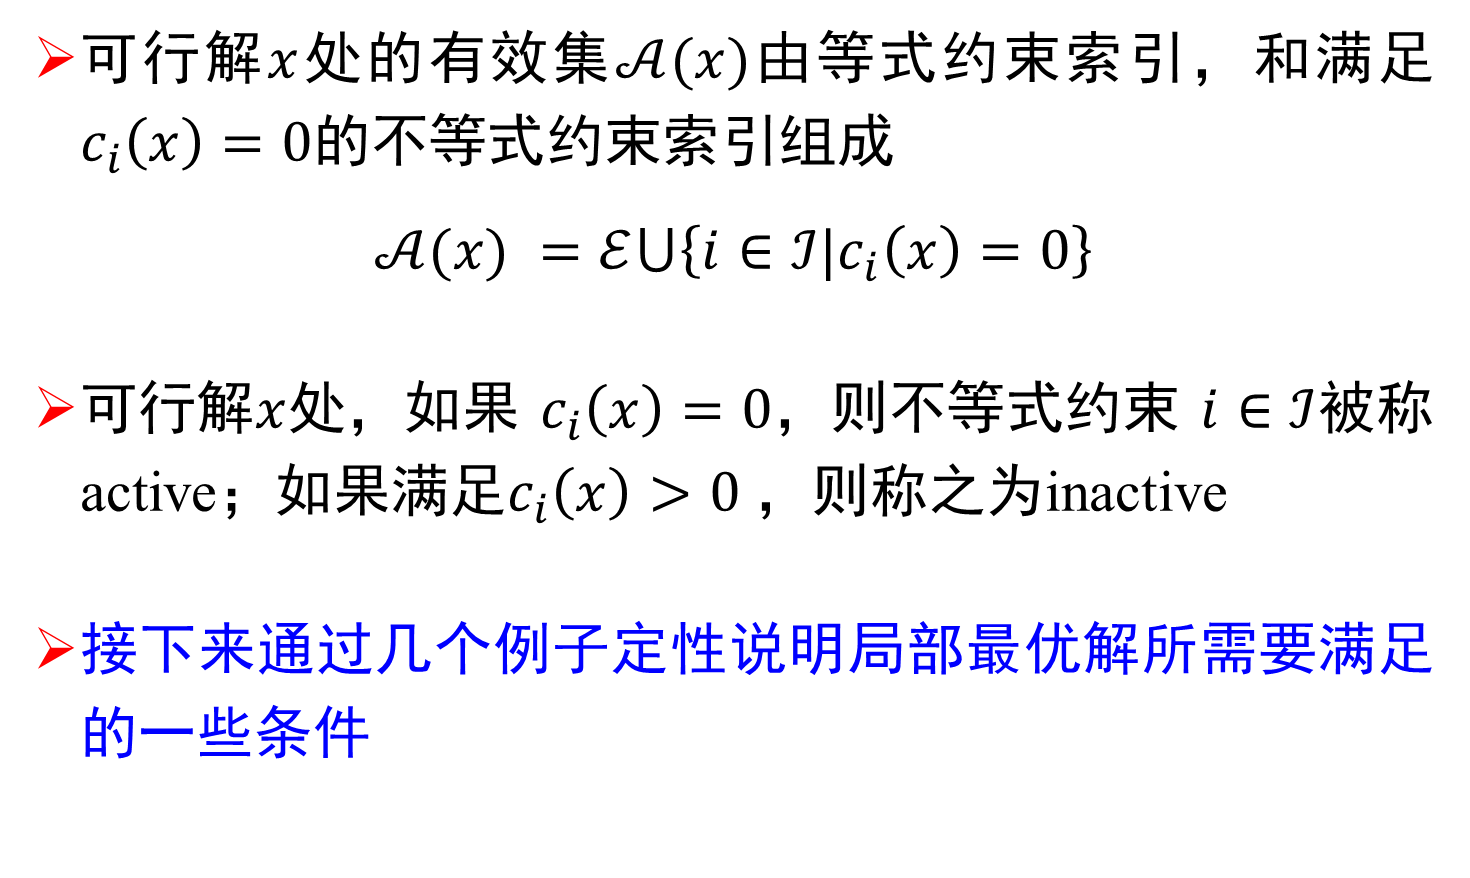 ➢可行解𝑥处的有效集𝒜(𝑥)由等式约束索引，和满足
𝑐ᵢ(𝑥) = 0的不等式约束索引组成
𝒜(𝑥) = ℰ⋃{𝑖 ∈ ℐ|𝑐ᵢ(𝑥) = 0}
➢可行解𝑥处，如果 𝑐ᵢ(𝑥) = 0，则不等式约束 𝑖 ∈ ℐ被称
active；如果满足𝑐ᵢ(𝑥) > 0 ，则称之为inactive
➢接下来通过几个例子定性说明局部最优解所需要满足
的一些条件